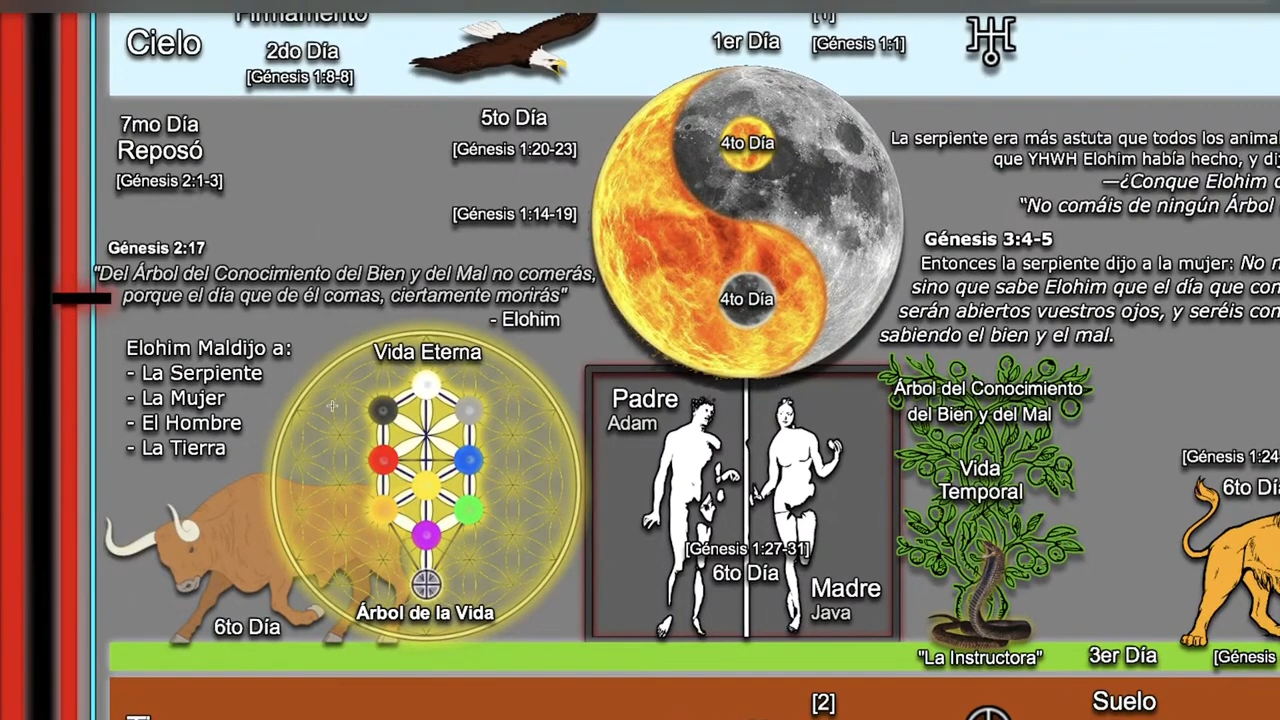 Firmamento
Cielo
2do Día
[Génesis 1:8-8]
1er Día
[1]
[Génesis 1:1]
7mo Día
Reposó
[Génesis 2:1-3]
5to Día
[Génesis 1:20-23]
[Génesis 1:14-19]
4to Día
4to Día
La serpiente era más astuta que todos los anima
que YHWH Elohim había hecho, y dij
—¿Conque Elohim
"No comáis de ningún Árbol
Génesis 2:17
"Del Árbol del Conocimiento del Bien y del Mal no comerás,
porque el día que de él comas, ciertamente morirás"
- Elohim
Génesis 3:4-5
Entonces la serpiente dijo a la mujer: No
sino que sabe Elohim que el día que con
serán abiertos vuestros ojos, y seréis con
sabiendo el bien y el mal.
Elohim Maldijo a:
- La Serpiente
- La Mujer
- El Hombre
- La Tierra
Vida Eterna
Árbol de la Vida
6to Día
Padre
Adam
[Génesis 1:27-31]
6to Día
Madre
Java
Árbol del Conocimiento
del Bien y del Mal
Vida
Temporal
"La Instructora"
3er Día
[Génesis 1:24
6to Día
[Génesis
[2]
Suelo